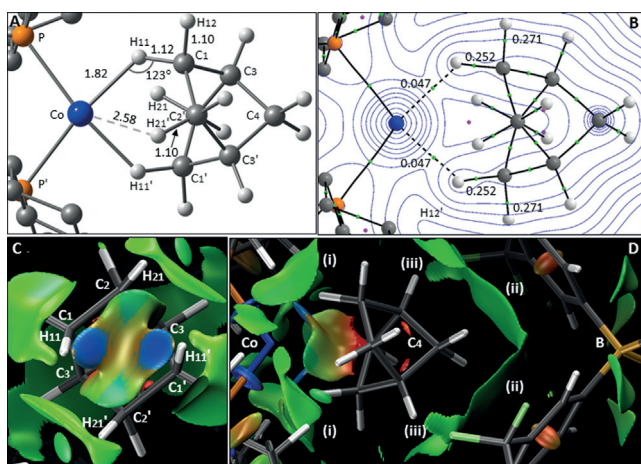 A
P
H12
H11
1.10
1.12
C1
1.82
123°
C3
Co
H21
2.58
C2'
C4
H21'
1.10
C3'
P'
H11'
C1'
B
0.271
0.252
0.047
0.047
0.252
0.271
H12'
C
C2
H21
C1
H11
C3
H11'
C3'
C1'
H21'
C2'
D
(i)
(iii)
(ii)
Co
C4
B
(ii)
(i)
(iii)